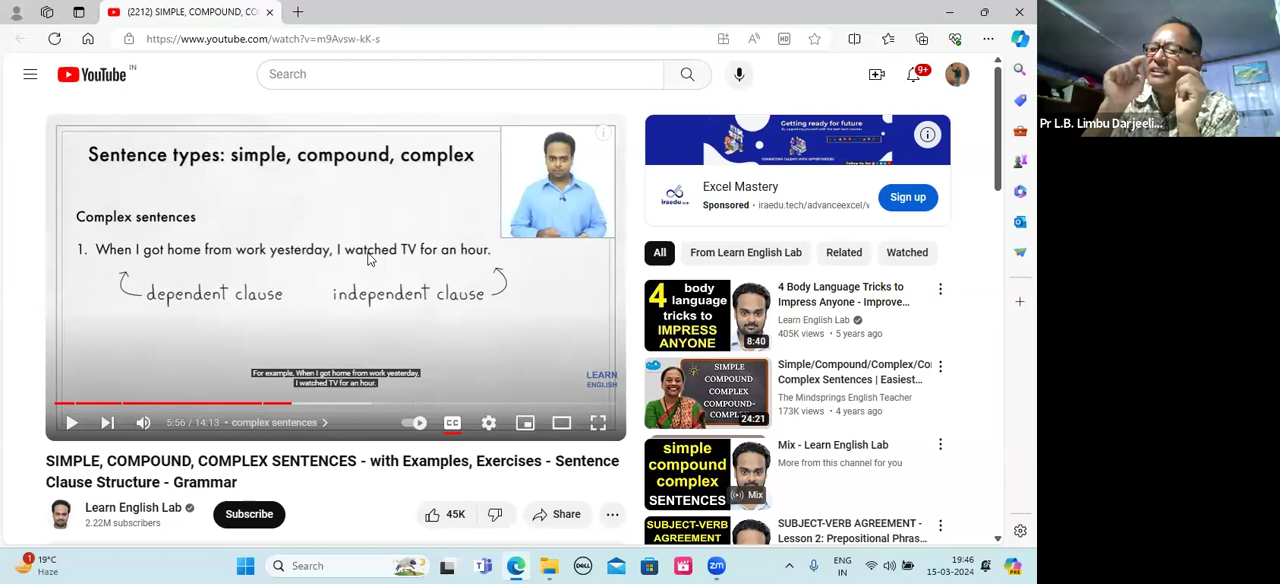 (2212) SIMPLE, COMPOUND, CO
https://www.youtube.com/watch?v=m9Avsw-kK-s
YouTube IN
Search
9+
Sentence types: simple, compound, complex
Complex sentences
1. When I got home from work yesterday, I watched TV for an hour.
dependent clause
independent clause
For example, When I got home from work yesterday,
I watched TV for an hour.
LEARN
ENGLISH
5:56 / 14:13 • complex sentences
CC
SIMPLE, COMPOUND, COMPLEX SENTENCES - with Examples, Exercises - Sentence
Clause Structure - Grammar
Learn English Lab
2.22M subscribers
Subscribe
45K
Share
Getting ready for future
Excel Mastery
Sponsored • iraedu.tech/advanceexcel/
Sign up
All
From Learn English Lab
Related
Watched
4 body
language
tricks to
IMPRESS
ANYONE
8:40
4 Body Language Tricks to
Impress Anyone - Improve...
Learn English Lab
405K views • 5 years ago
SIMPLE
COMPOUND
COMPLEX
COMPOUND-
COMPLEX
24:21
Simple/Compound/Complex/Co
Complex Sentences | Easiest...
The Mindsprings English Teacher
173K views • 4 years ago
simple
compound
complex
SENTENCES
Mix
Mix - Learn English Lab
More from this channel for you
SUBJECT-VERB
AGREEMENT
SUBJECT-VERB AGREEMENT -
Lesson 2: Prepositional Phras...
Pr L.B. Limbu Darjeeli...
1
19°C
Haze
Search
DELL
zm
ENG
IN
19:46
15-03-2024
PRE